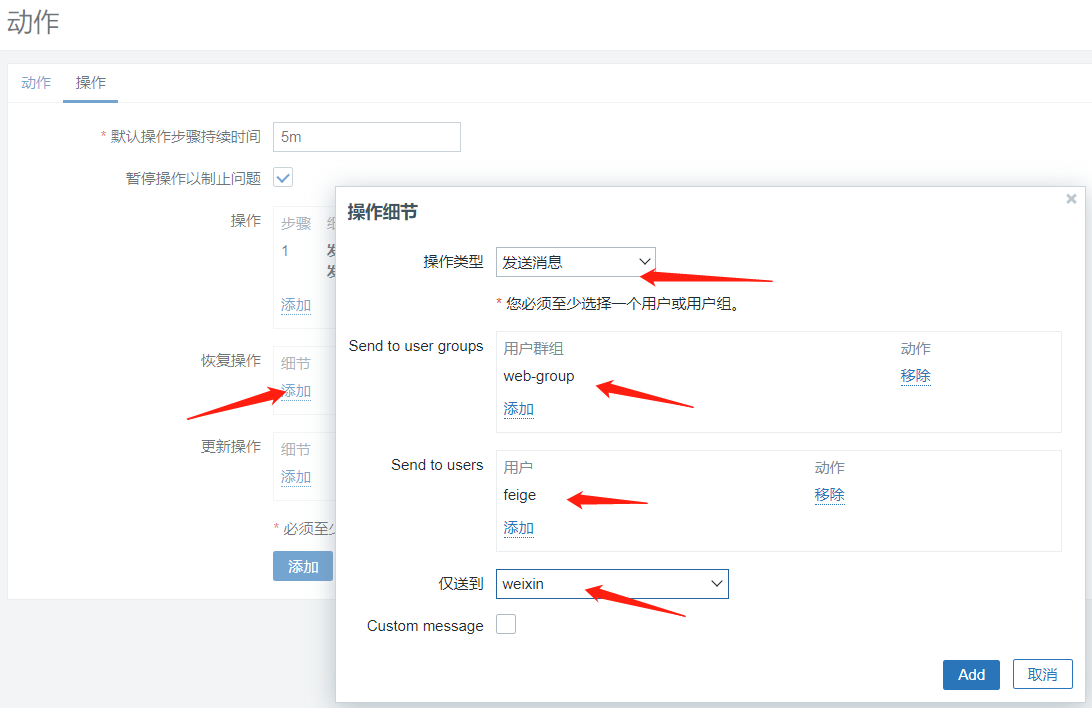 动作
动作 操作
* 默认操作步骤持续时间 5m
暂停操作以制止问题
操作 步骤
1
添加
恢复操作 细节
添加
更新操作 细节
添加
* 必须至
添加
操作细节
操作类型 发送消息
* 您必须至少选择一个用户或用户组。
Send to user groups 用户群组 动作
web-group 移除
添加
Send to users 用户 动作
feige 移除
添加
仅送到 weixin
Custom message
Add 取消